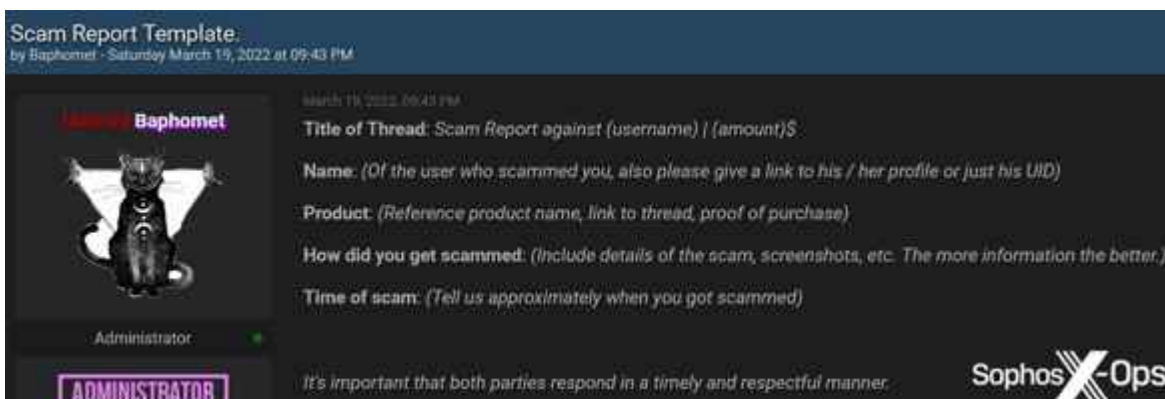 Scam Report Template.
by Baphomet - Saturday March 19, 2022 at 09:43 PM
March 19, 2022, 09:43 PM
Baphomet
Title of Thread: Scam Report against (username) | (amount)$
Name: (Of the user who scammed you, also please give a link to his / her profile or just his UID)
Product: (Reference product name, link to thread, proof of purchase)
How did you get scammed: (Include details of the scam, screenshots, etc. The more information the better.)
Time of scam: (Tell us approximately when you got scammed)
Administrator
ADMINISTRATOR
It's important that both parties respond in a timely and respectful manner.
Sophos X-Ops